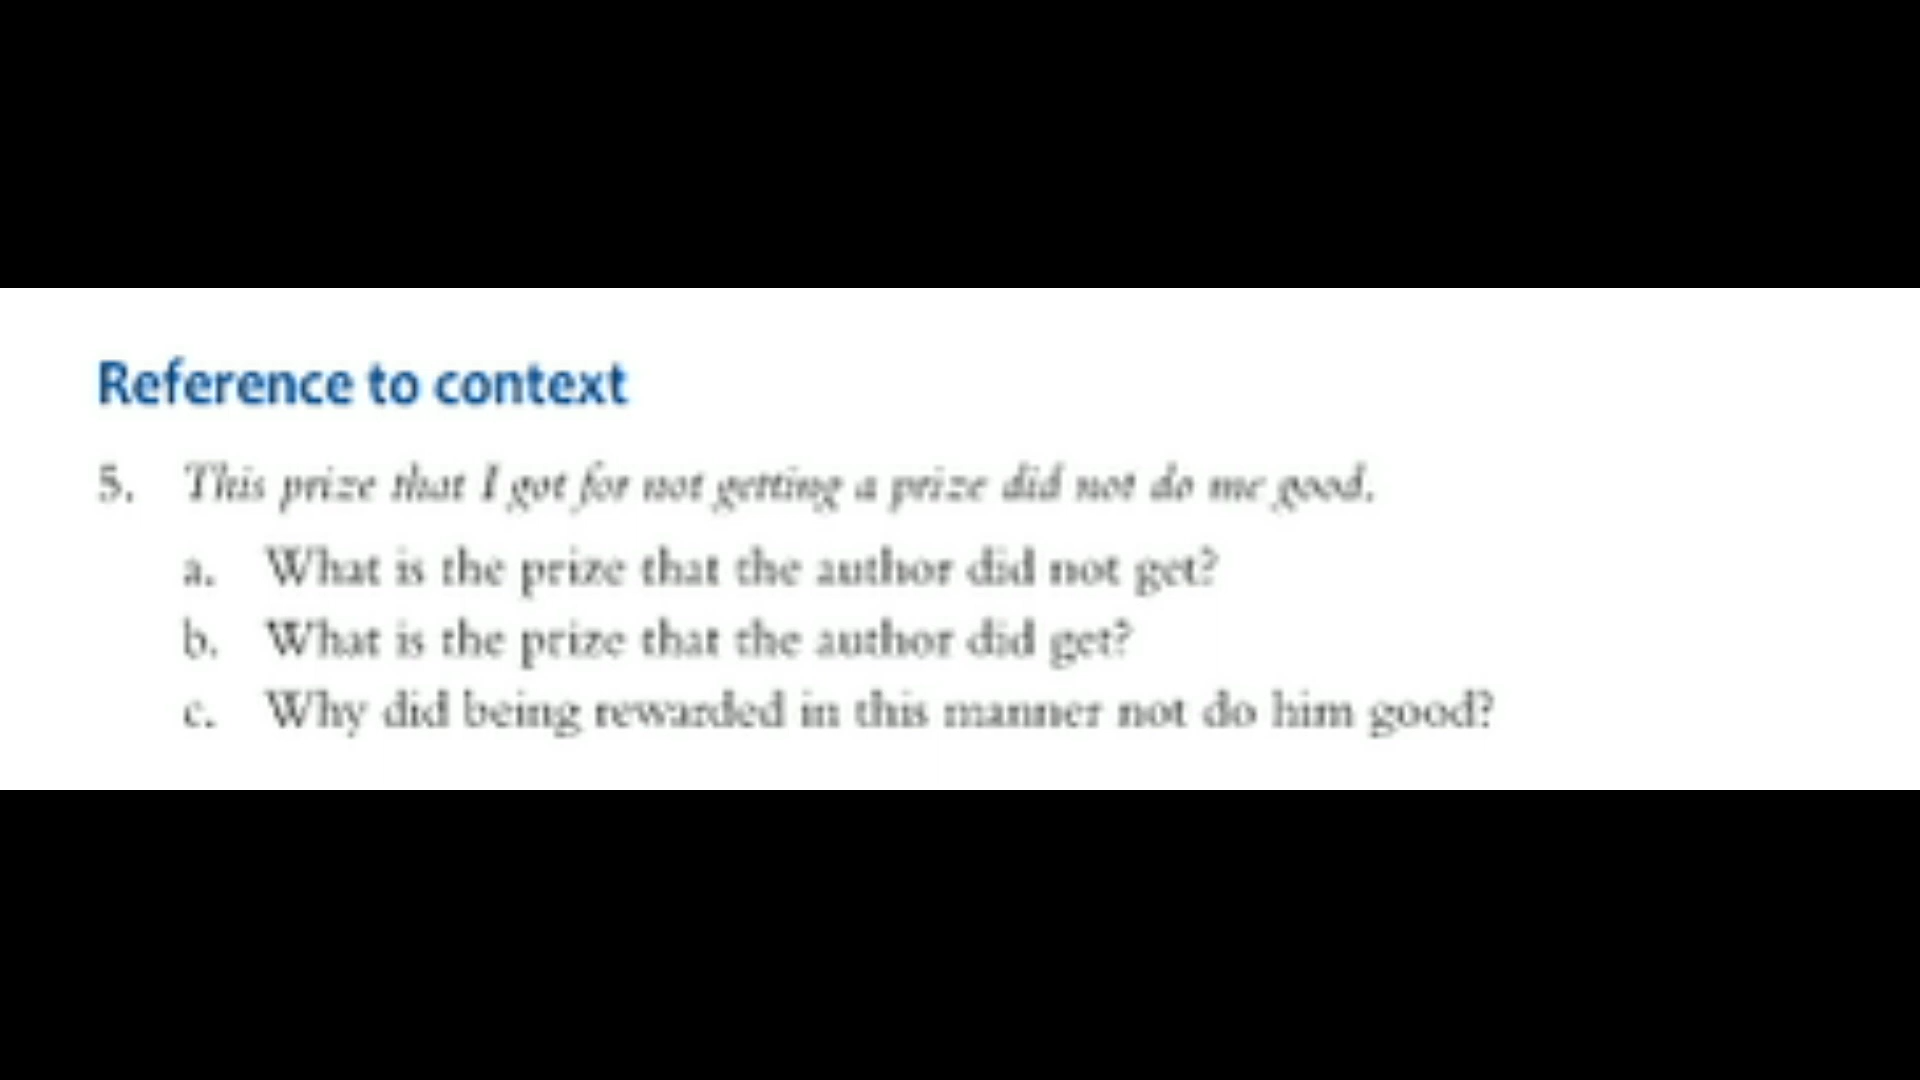 Reference to context
5. This prize that I got for not getting a prize did not do me good.
a. What is the prize that the author did not get?
b. What is the prize that the author did get?
c. Why did being rewarded in this manner not do him good?